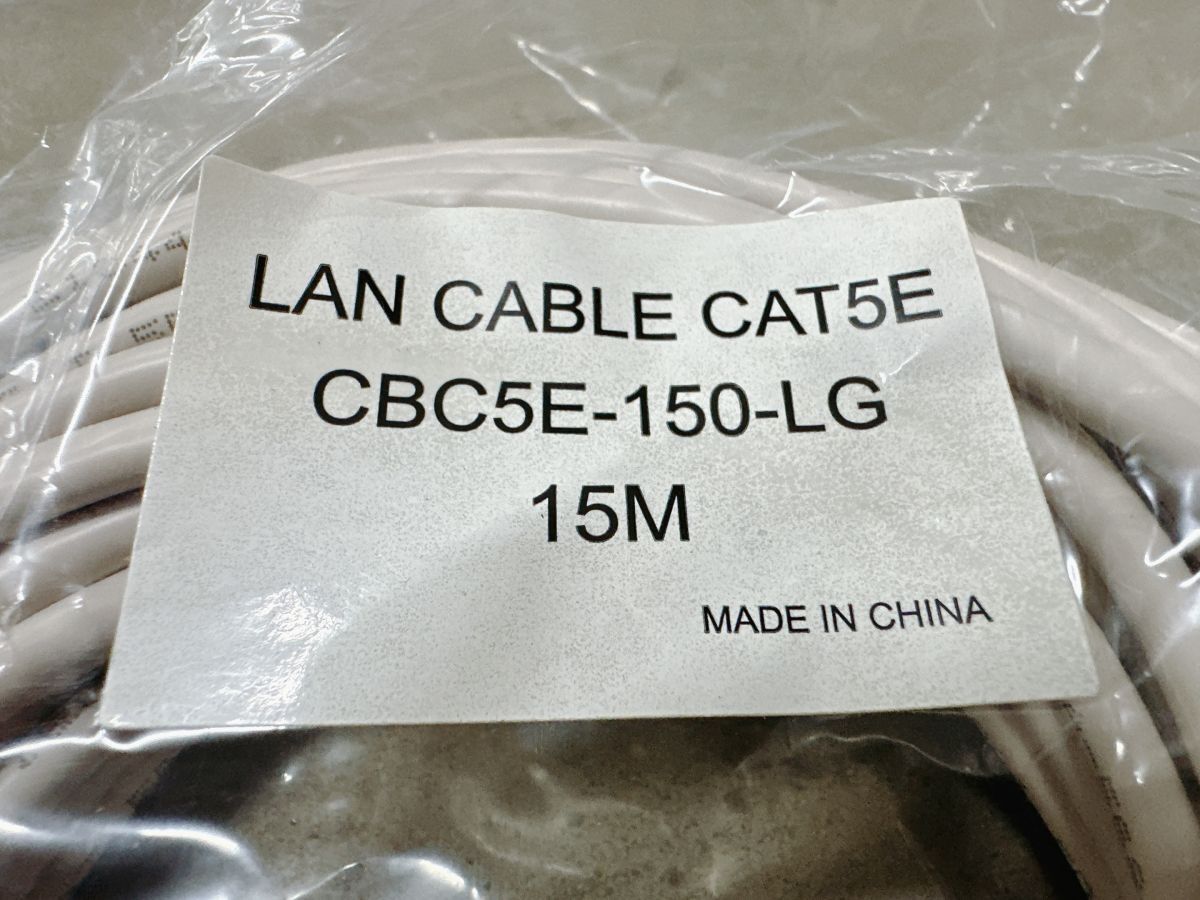 LAN CABLE CAT5E
CBC5E-150-LG
15M
MADE IN CHINA